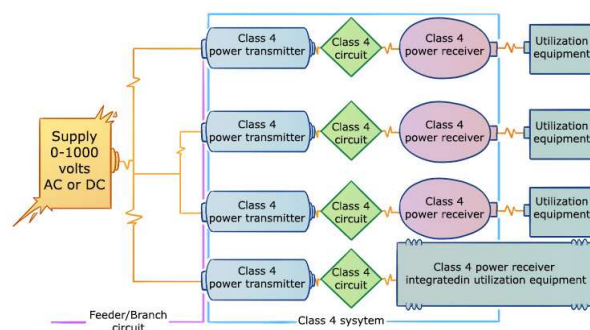 Class 4
power transmitter
Class 4
circuit
Class 4
power receiver
Utilization
equipment
Supply
0-1000
volts
AC or DC
Class 4
power transmitter
Class 4
circuit
Class 4
power receiver
Utilization
equipment
Class 4
power transmitter
Class 4
circuit
Class 4
power receiver
Utilization
equipment
Class 4
power transmitter
Class 4
circuit
Class 4 power receiver
integratedin utilization equipment
Feeder/Branch
circuit
Class 4 sysytem